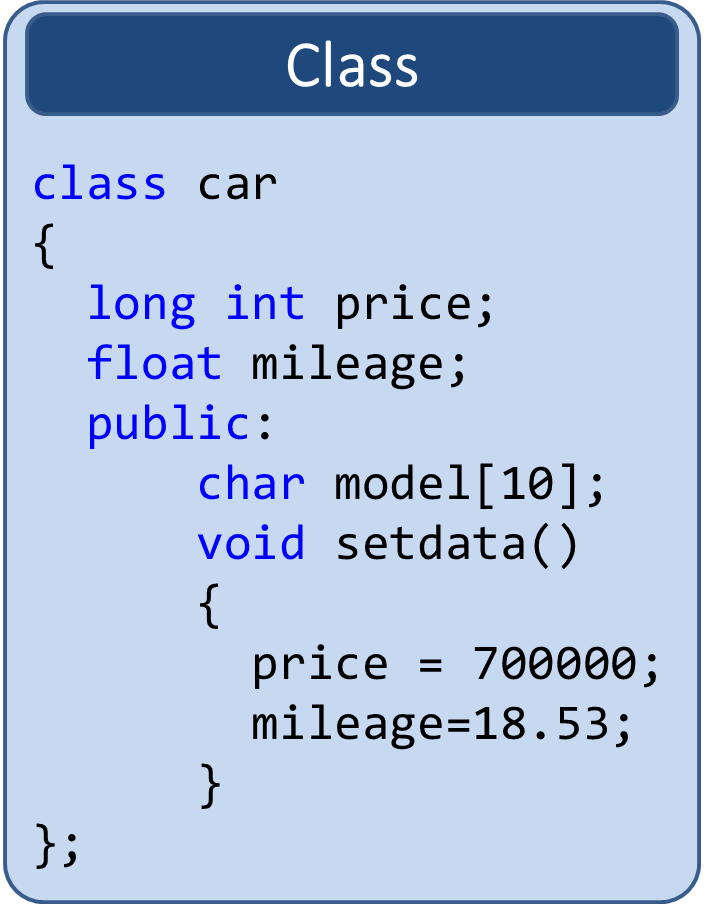 Class
class car
{
  long int price;
  float mileage;
  public:
      char model[10];
      void setdata()
      {
        price = 700000;
        mileage=18.53;
      }
};